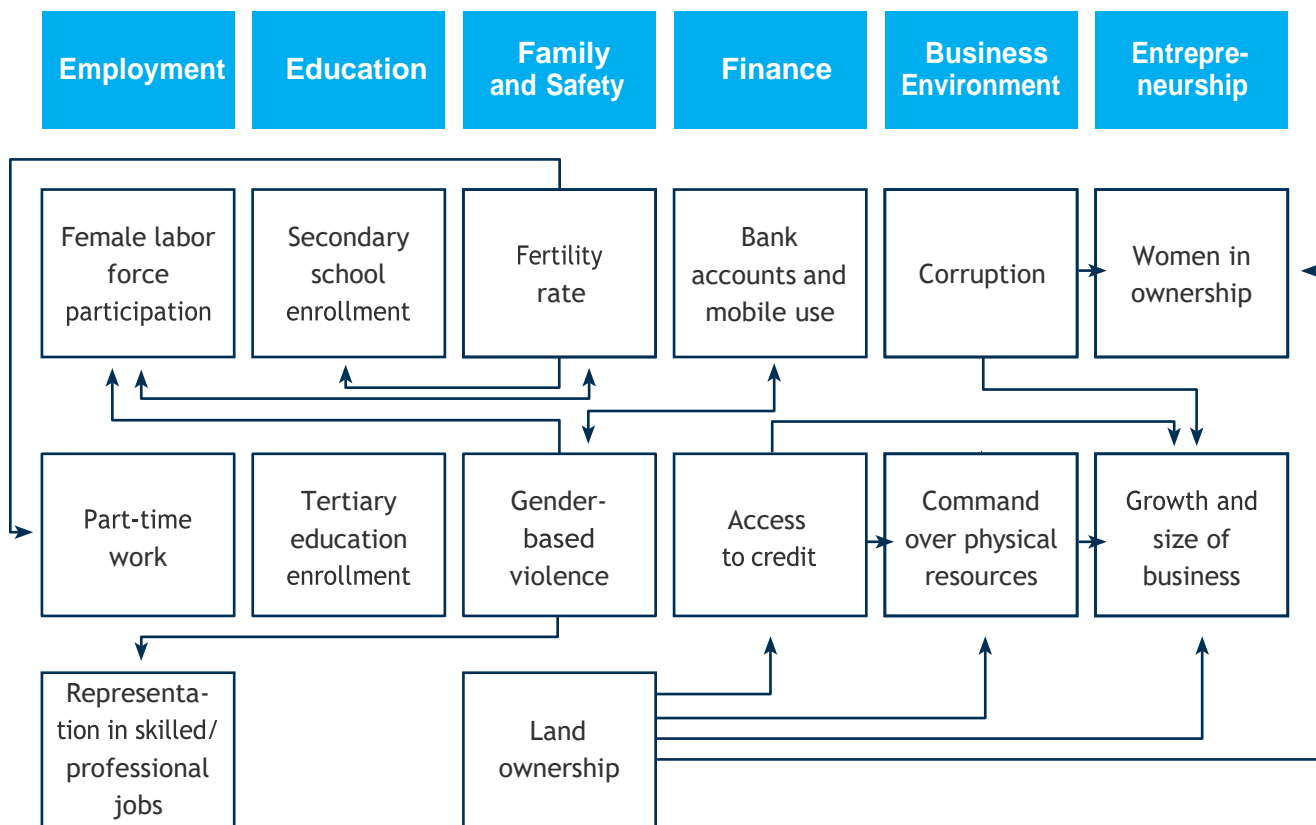 Employment
Education
Family
and Safety
Finance
Business
Environment
Entrepre-
neurship
Female labor
force
participation
Secondary
school
enrollment
Fertility
rate
Bank
accounts and
mobile use
Corruption
Women in
ownership
Part-time
work
Tertiary
education
enrollment
Gender-
based
violence
Access
to credit
Command
over physical
resources
Growth and
size of
business
Representa-
tion in skilled/
professional
jobs
Land
ownership